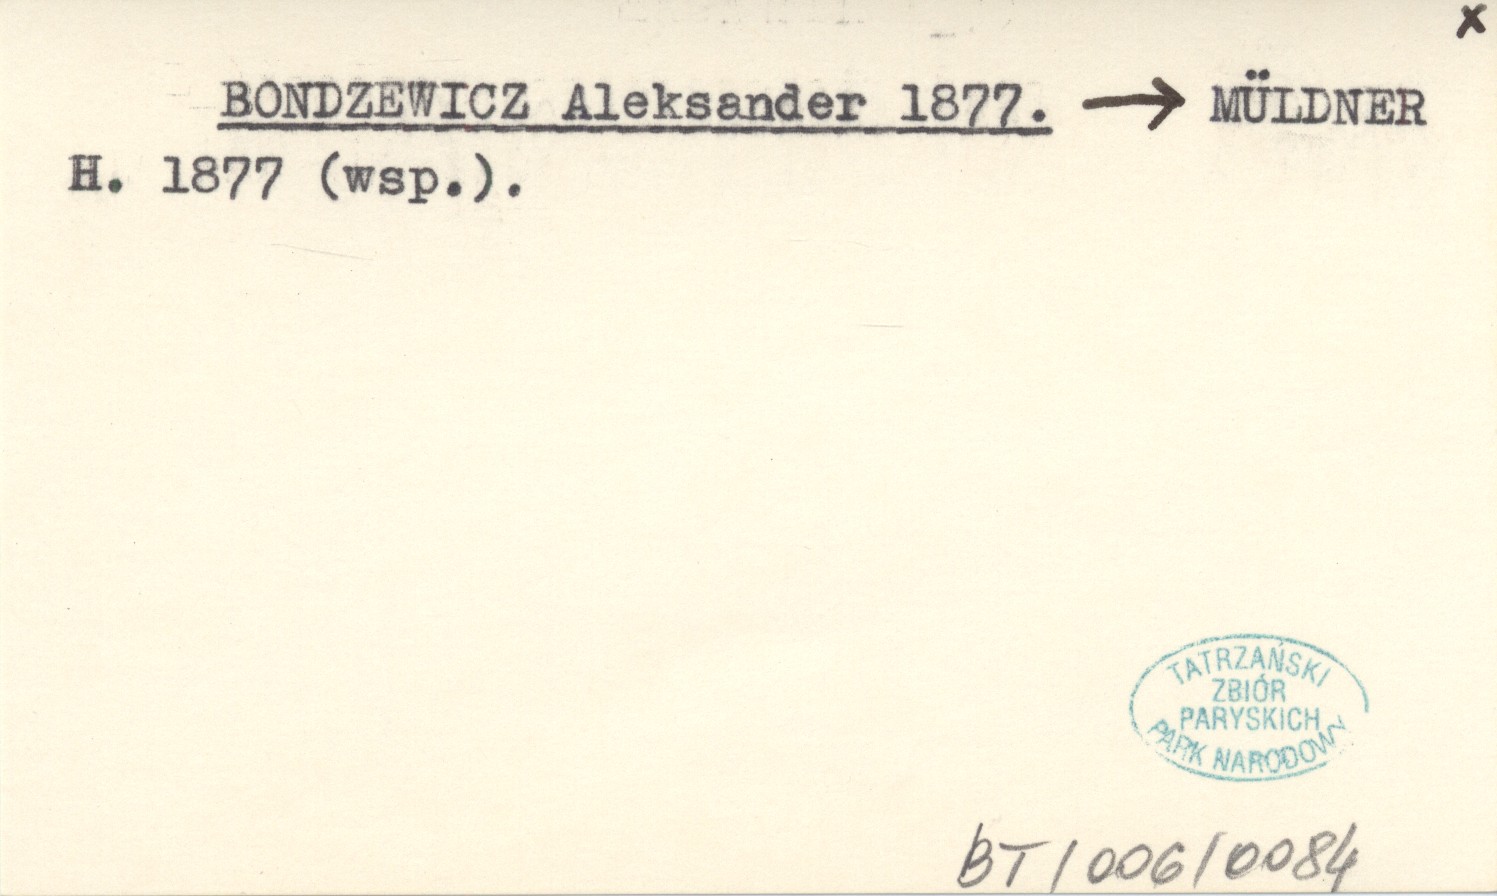 x
BONDZEWICZ Aleksander 1877. → MÜLDNER
H. 1877 (wsp.).
TATRZAŃSKI
ZBIÓR
PARYSKICH
PARK NARODOWY
BT/006/0084